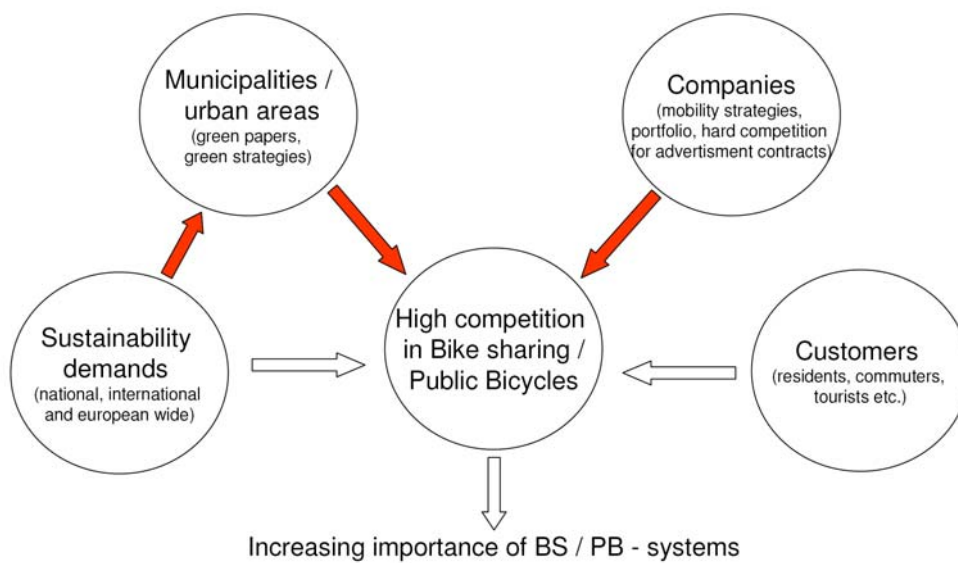 Municipalities /
urban areas
(green papers,
green strategies)
Companies
(mobility strategies,
portfolio, hard competition
for advertisment contracts)
Sustainability
demands
(national, international
and european wide)
High competition
in Bike sharing /
Public Bicycles
Customers
(residents, commuters,
tourists etc.)
Increasing importance of BS / PB - systems